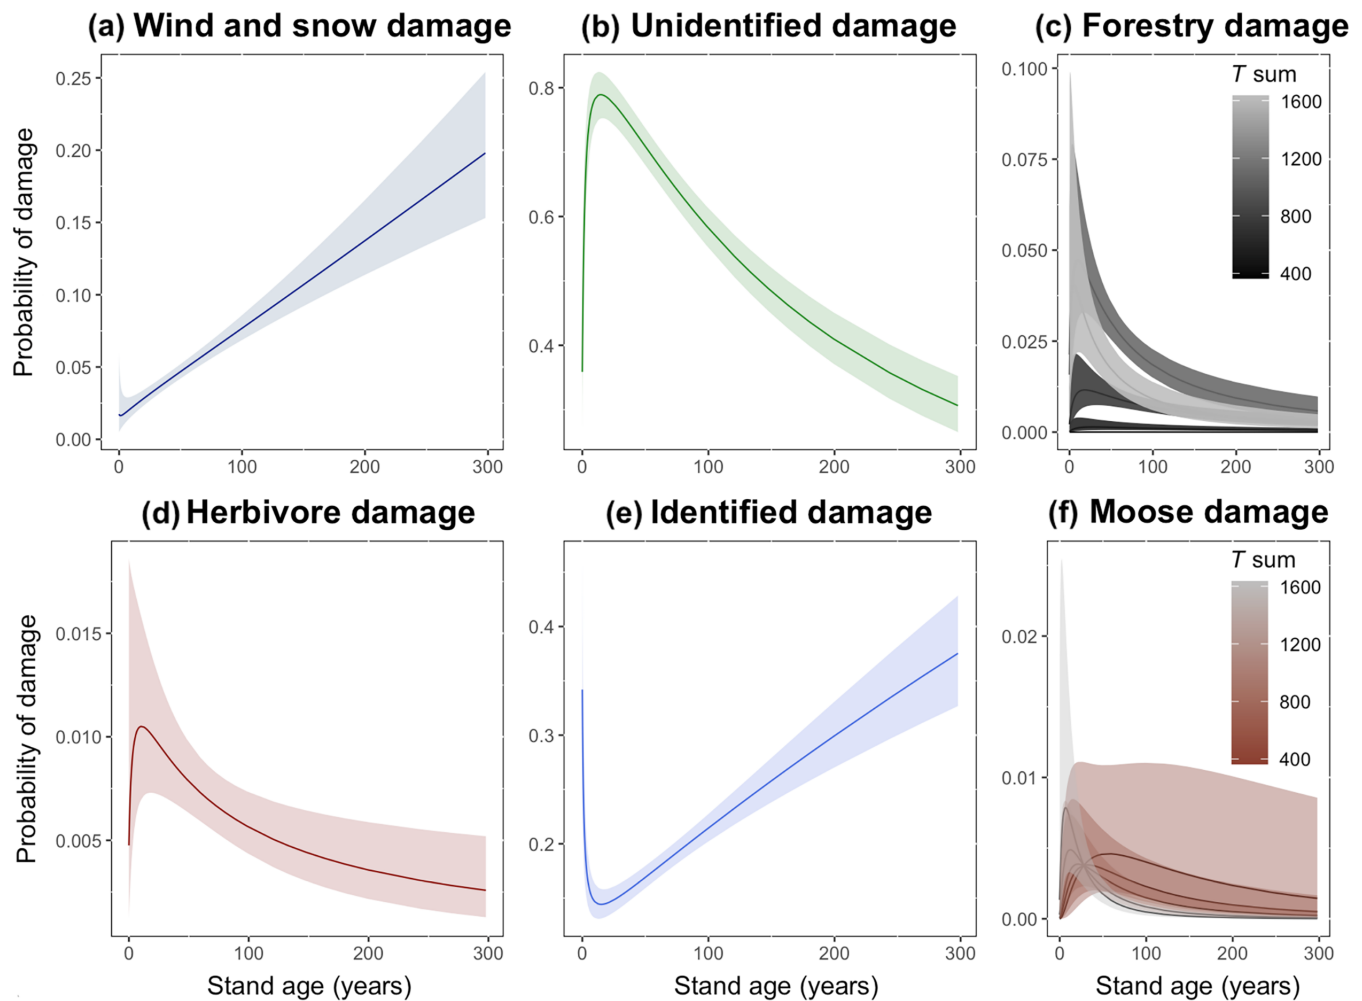 (a) Wind and snow damage
(b) Unidentified damage
(c) Forestry damage
Probability of damage
0.25
0.20
0.15
0.10
0.05
0.00
0 100 200 300
0.8
0.6
0.4
0 100 200 300
0.100
0.075
0.050
0.025
0.000
0 100 200 300
T sum
1600
1200
800
400
(d) Herbivore damage
(e) Identified damage
(f) Moose damage
Probability of damage
0.015
0.010
0.005
0 100 200 300
Stand age (years)
0.4
0.3
0.2
0 100 200 300
Stand age (years)
0.02
0.01
0.00
0 100 200 300
Stand age (years)
T sum
1600
1200
800
400